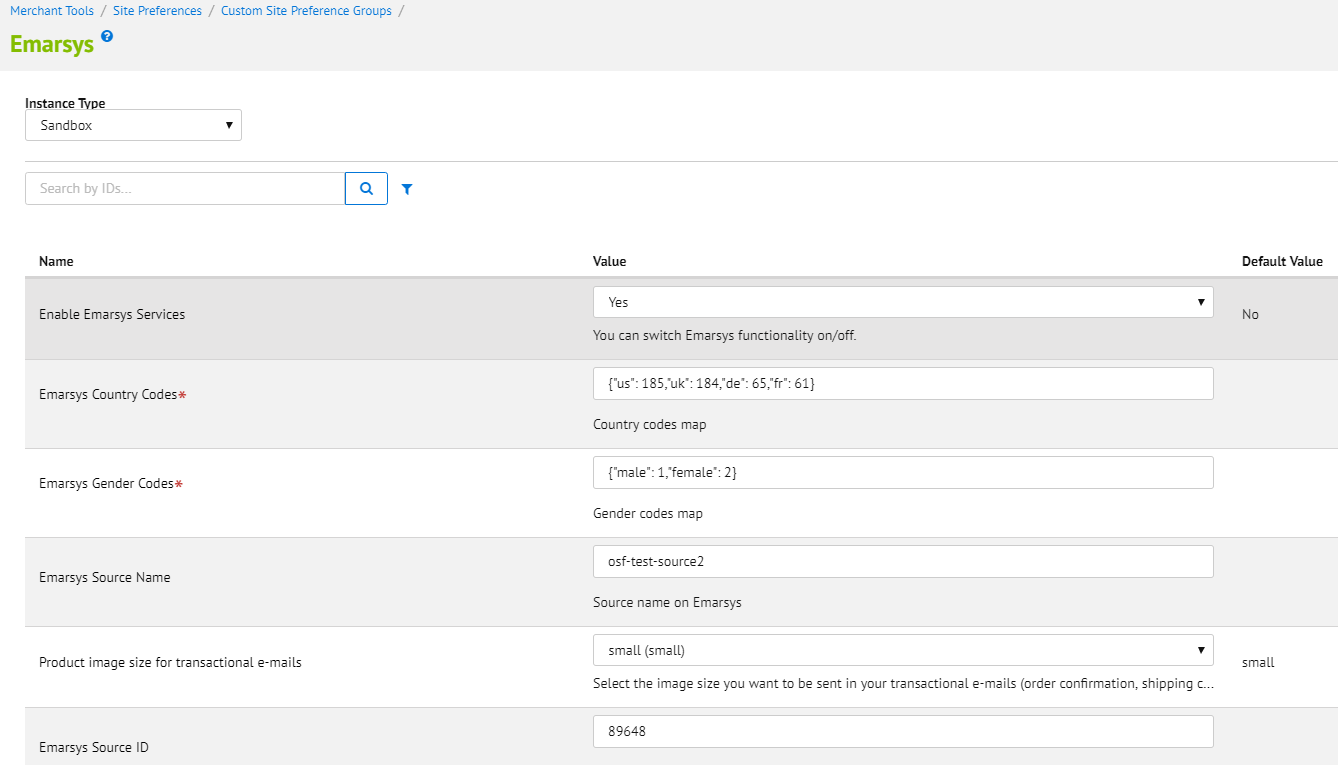 Merchant Tools / Site Preferences / Custom Site Preference Groups /
Emarsys ?
Instance Type
Sandbox
Search by IDs...
Name Value Default Value
Enable Emarsys Services Yes No
You can switch Emarsys functionality on/off.
Emarsys Country Codes* {"us": 185,"uk": 184,"de": 65,"fr": 61}
Country codes map
Emarsys Gender Codes* {"male": 1,"female": 2}
Gender codes map
Emarsys Source Name osf-test-source2
Source name on Emarsys
Product image size for transactional e-mails small (small) small
Select the image size you want to be sent in your transactional e-mails (order confirmation, shipping c...
Emarsys Source ID 89648